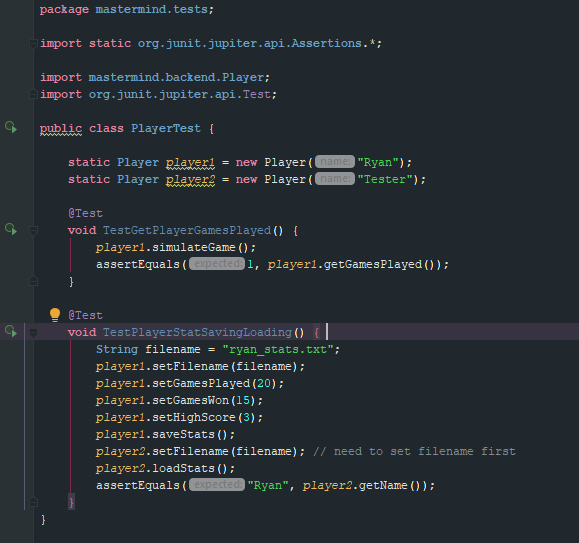 package mastermind.tests;
import static org.junit.jupiter.api.Assertions.*;
import mastermind.backend.Player;
import org.junit.jupiter.api.Test;
public class PlayerTest {
static Player player1 = new Player( name: "Ryan");
static Player player2 = new Player( name: "Tester");
@Test
void TestGetPlayerGamesPlayed() {
player1.simulateGame();
assertEquals( expected: 1, player1.getGamesPlayed());
}
@Test
void TestPlayerStatSavingLoading() {
String filename = "ryan_stats.txt";
player1.setFilename(filename);
player1.setGamesPlayed(20);
player1.setGamesWon(15);
player1.setHighScore(3);
player1.saveStats();
player2.setFilename(filename); // need to set filename first
player2.loadStats();
assertEquals( expected: "Ryan", player2.getName());
}
}